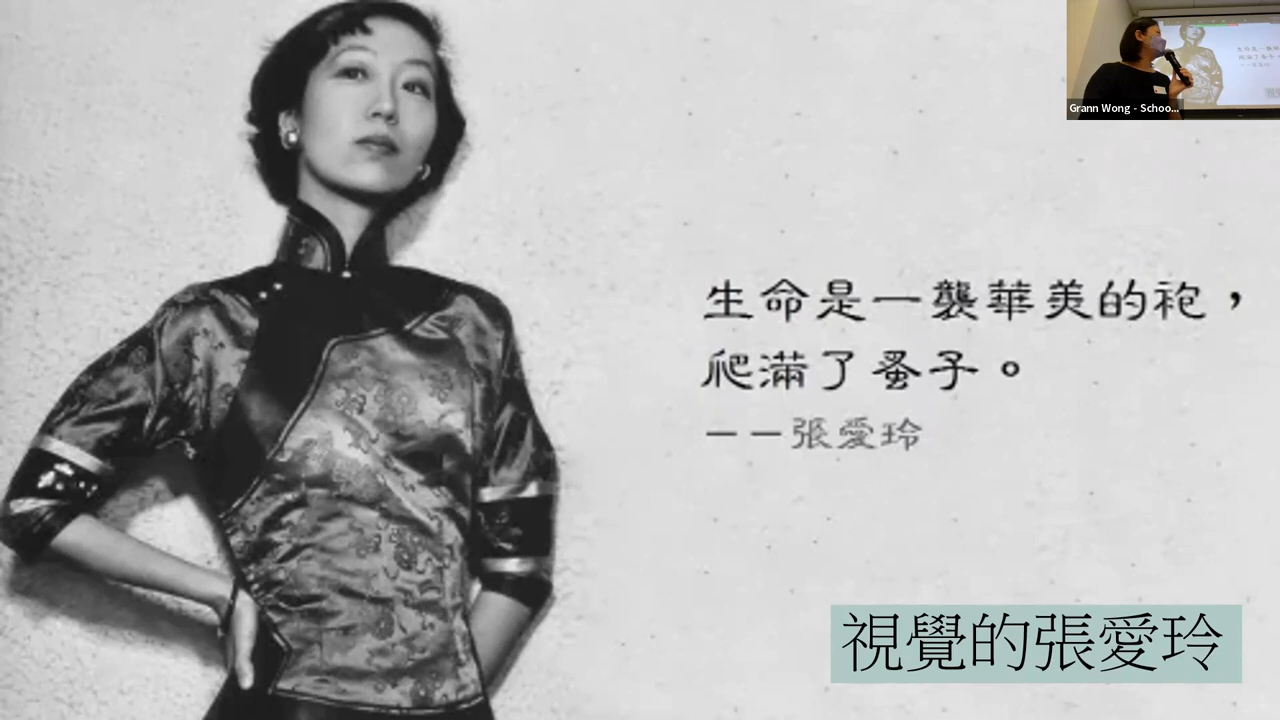 生命是一襲華美的袍，
爬滿了蚤子。
——張愛玲
視覺的張愛玲
Grann Wong - Schoo...